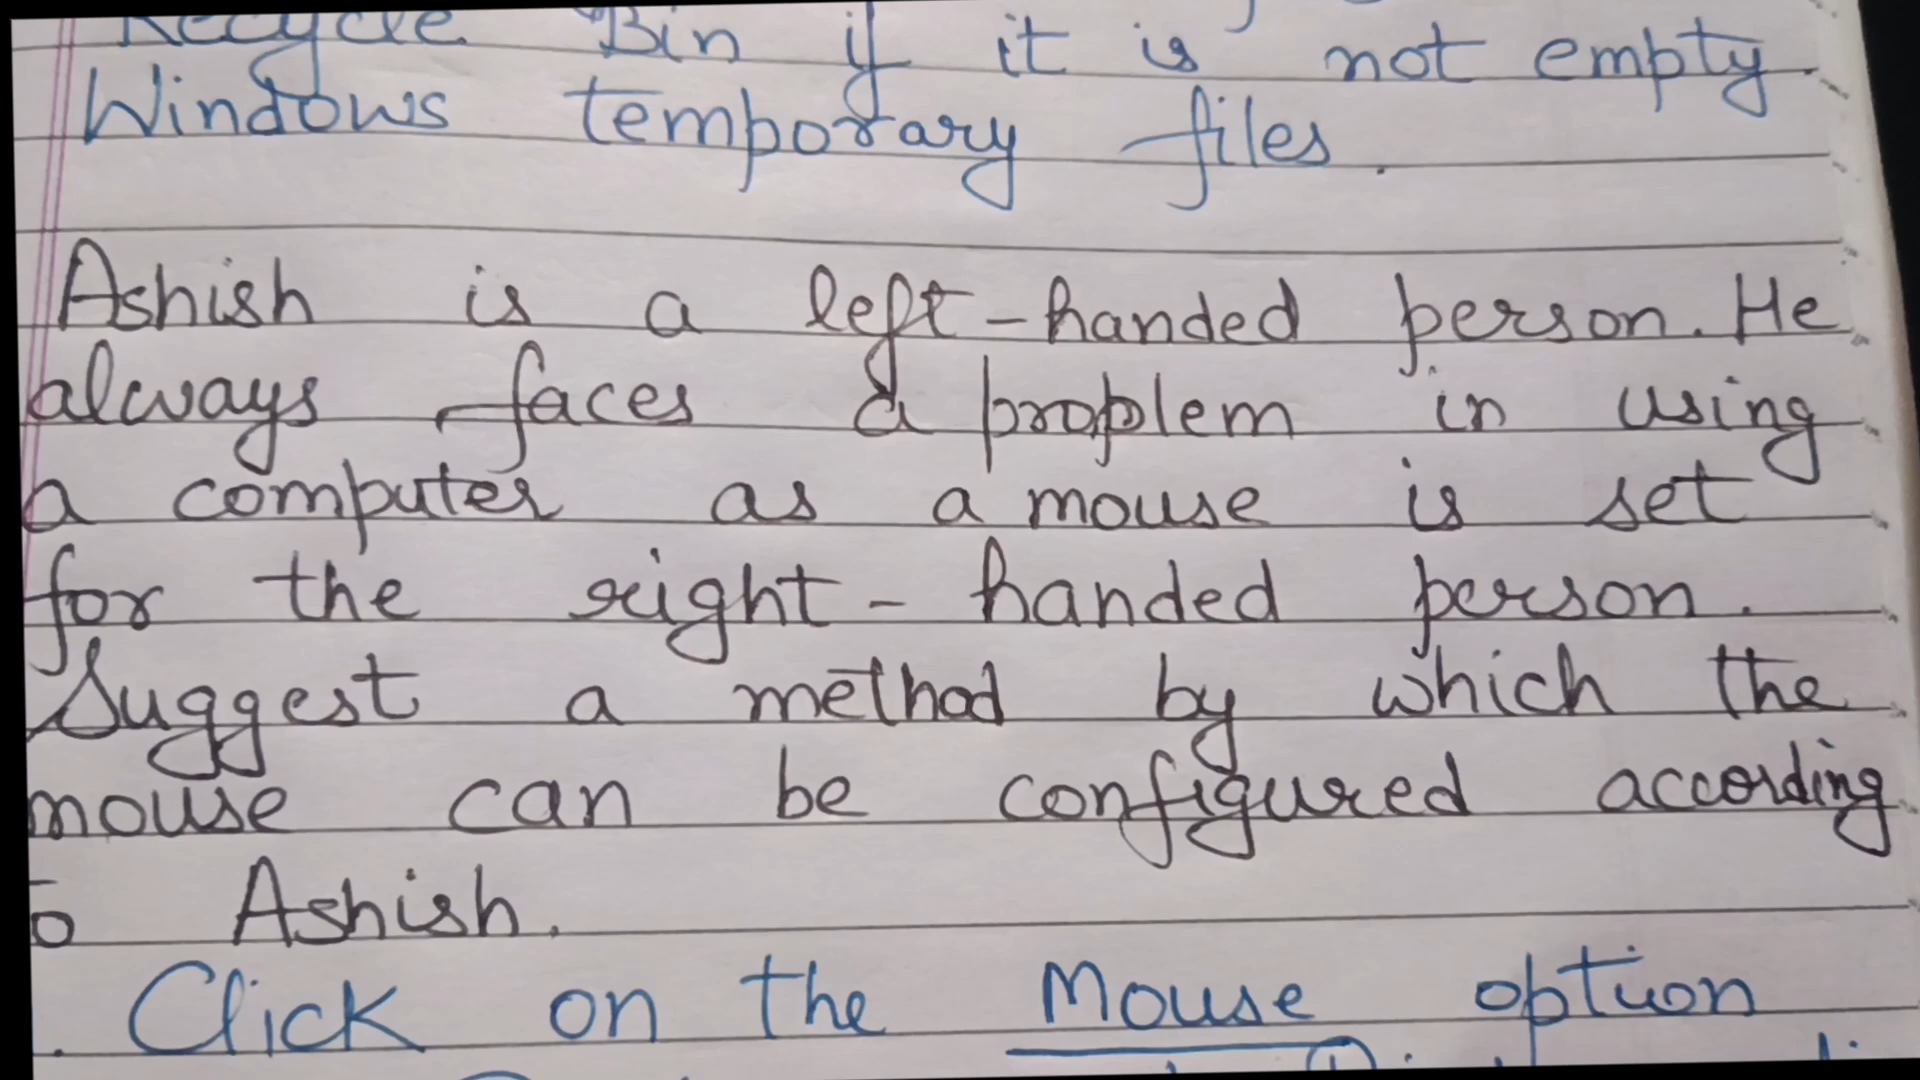 Recycle Bin if it is not empty.
Windows temporary files.
Ashish is a left-handed person. He
always faces a problem in using
a computer as a mouse is set
for the right-handed person.
Suggest a method by which the
mouse can be configured according
to Ashish.
Click on the Mouse option